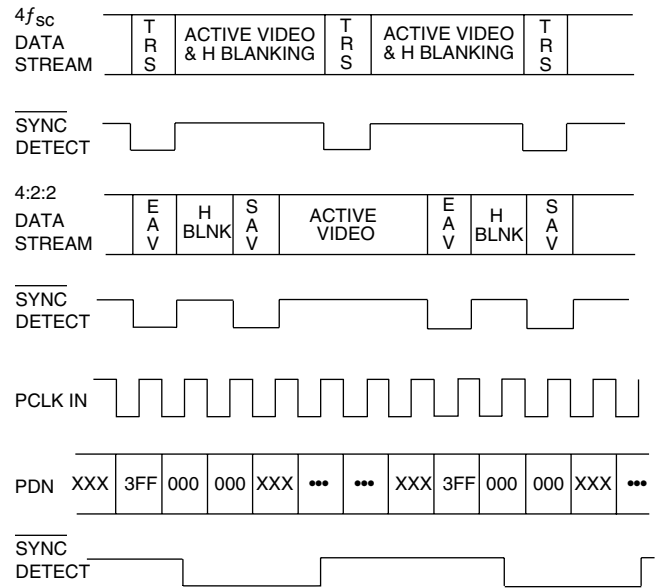 4ƒSC
DATA
STREAM
T
R
S
ACTIVE VIDEO
& H BLANKING
T
R
S
ACTIVE VIDEO
& H BLANKING
T
R
S
SYNC
DETECT
4:2:2
DATA
STREAM
E
A
V
H
BLNK
S
A
V
ACTIVE
VIDEO
E
A
V
H
BLNK
S
A
V
SYNC
DETECT
PCLK IN
PDN XXX 3FF 000 000 XXX ••• ••• XXX 3FF 000 000 XXX •••
SYNC
DETECT